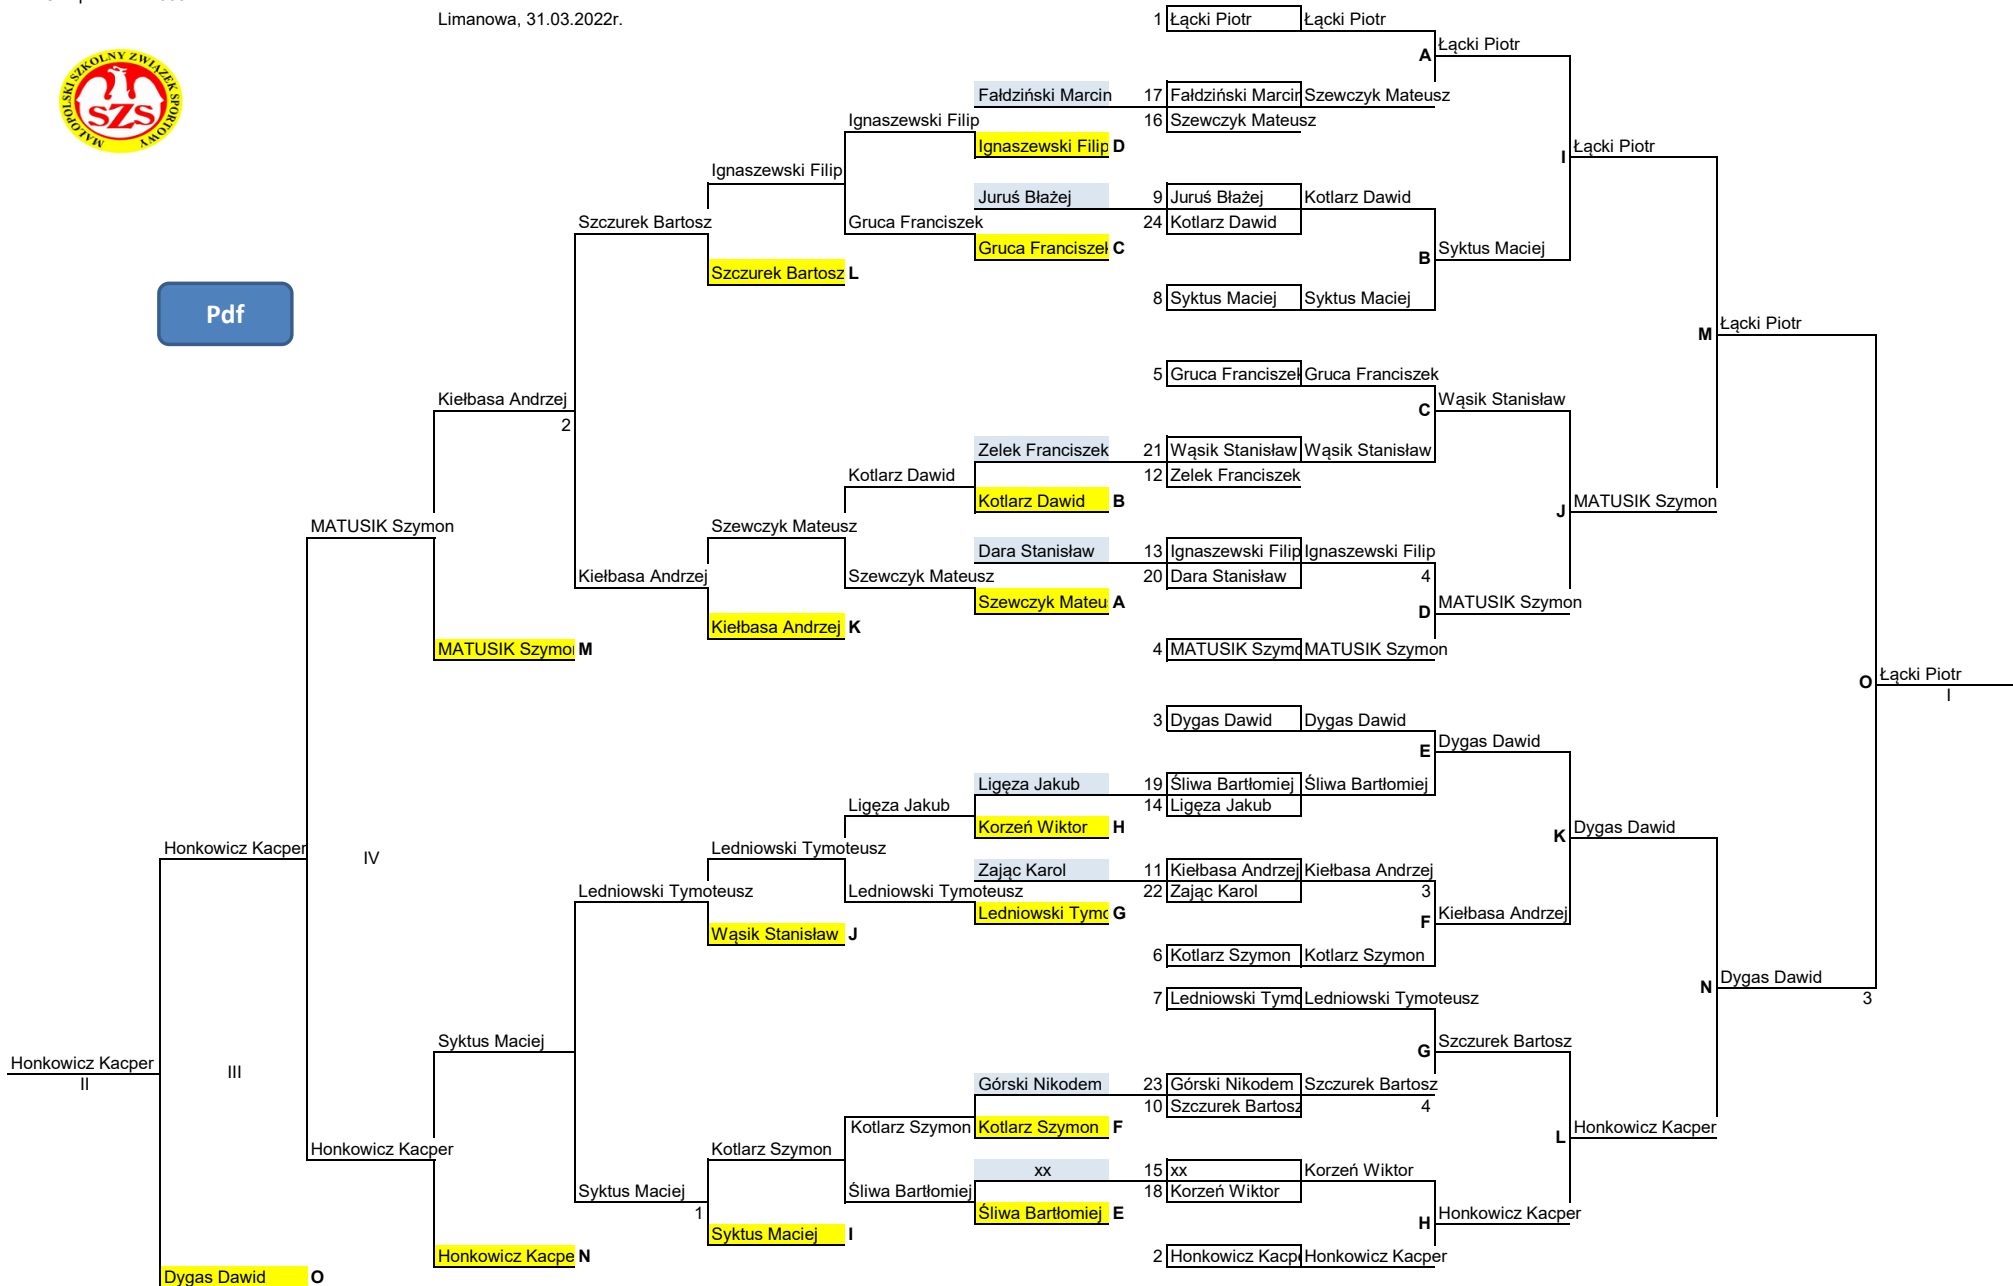 Limanowa, 31.03.2022r.
1 Łącki Piotr Łącki Piotr
A Łącki Piotr
MAŁOPOLSKI SZKOLNY ZWIĄZEK SPORTOWY
SZS
Fałdziński Marcin 17 Fałdziński Marcin Szewczyk Mateusz
Ignaszewski Filip 16 Szewczyk Mateusz
Ignaszewski Filip D I Łącki Piotr
Ignaszewski Filip
Juruś Błażej 9 Juruś Błażej Kotlarz Dawid
Szczurek Bartosz Gruca Franciszek 24 Kotlarz Dawid
Gruca Franciszek C B Syktus Maciej
Szczurek Bartosz L
8 Syktus Maciej Syktus Maciej
Pdf
M Łącki Piotr
5 Gruca Franciszek Gruca Franciszek
Kiełbasa Andrzej C Wąsik Stanisław
2
Zelek Franciszek 21 Wąsik Stanisław Wąsik Stanisław
Kotlarz Dawid 12 Zelek Franciszek
Kotlarz Dawid B J MATUSIK Szymon
MATUSIK Szymon Szewczyk Mateusz
Dara Stanisław 13 Ignaszewski Filip Ignaszewski Filip
Kiełbasa Andrzej Szewczyk Mateusz 20 Dara Stanisław 4
Szewczyk Mateu A D MATUSIK Szymon
Kiełbasa Andrzej K
MATUSIK Szymo M 4 MATUSIK Szymo MATUSIK Szymon
O Łącki Piotr
I
3 Dygas Dawid Dygas Dawid
E Dygas Dawid
Ligęza Jakub 19 Śliwa Bartłomiej Śliwa Bartłomiej
Ligęza Jakub 14 Ligęza Jakub
Korzeń Wiktor H K Dygas Dawid
Honkowicz Kacper IV Ledniowski Tymoteusz
Zając Karol 11 Kiełbasa Andrzej Kiełbasa Andrzej
Ledniowski Tymoteusz Ledniowski Tymoteusz 22 Zając Karol 3
Ledniowski Tymo G F Kiełbasa Andrzej
Wąsik Stanisław J
6 Kotlarz Szymon Kotlarz Szymon
N Dygas Dawid
3
7 Ledniowski Tymo Ledniowski Tymoteusz
Syktus Maciej G Szczurek Bartosz
Honkowicz Kacper
II III
Górski Nikodem 23 Górski Nikodem Szczurek Bartosz
10 Szczurek Bartosz 4
Kotlarz Szymon Kotlarz Szymon F L Honkowicz Kacper
Honkowicz Kacper Kotlarz Szymon
xx 15 xx Korzeń Wiktor
Syktus Maciej Śliwa Bartłomiej 18 Korzeń Wiktor
1 Śliwa Bartłomiej E H Honkowicz Kacper
Syktus Maciej I
Honkowicz Kacpe N 2 Honkowicz Kacpe Honkowicz Kacper
Dygas Dawid O